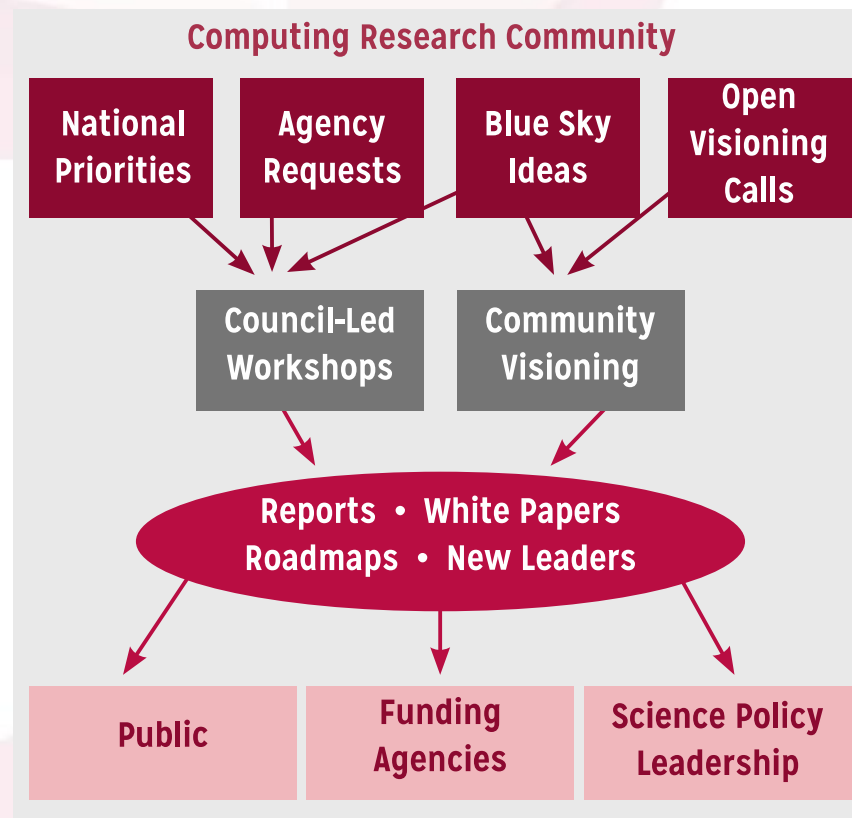 Computing Research Community
National
Priorities
Agency
Requests
Blue Sky
Ideas
Open
Visioning
Calls
Council-Led
Workshops
Community
Visioning
Reports • White Papers
Roadmaps • New Leaders
Public
Funding
Agencies
Science Policy
Leadership